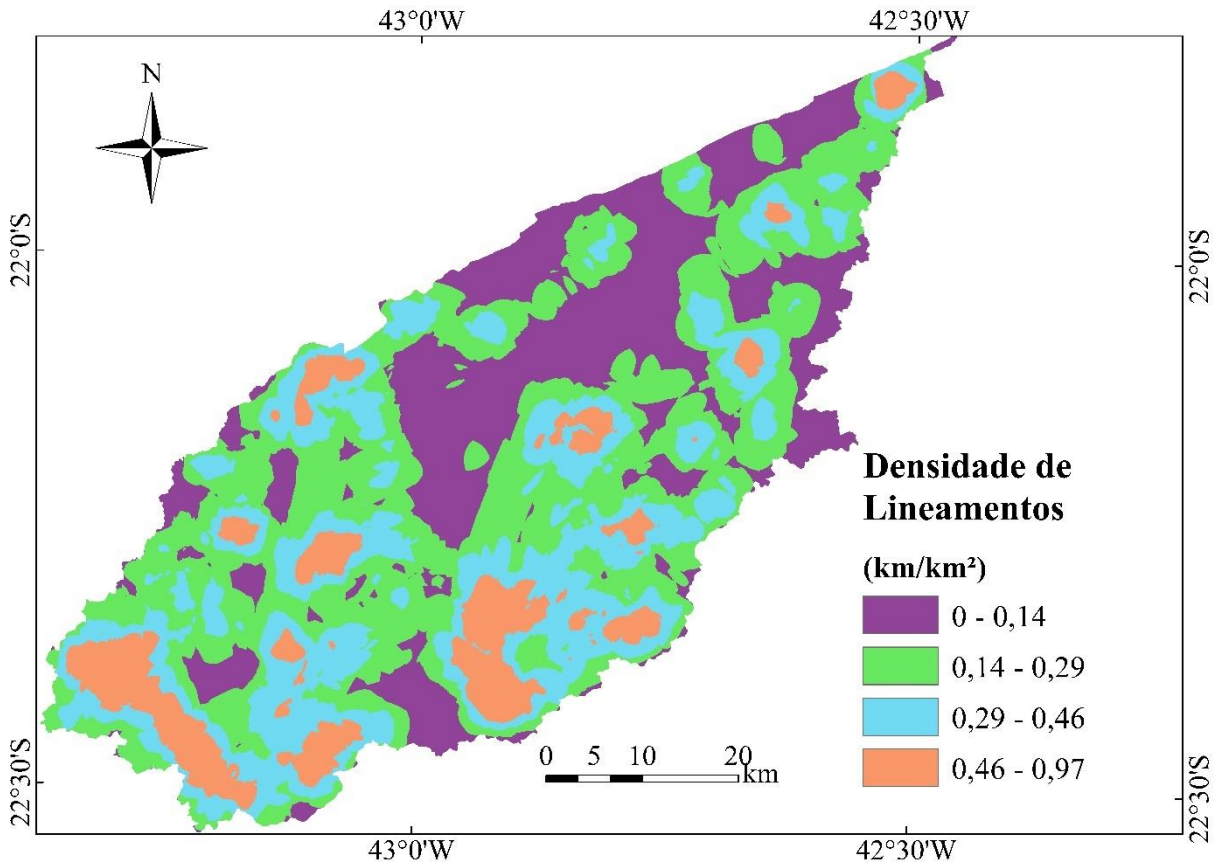 43°0'W 42°30'W
N
22°0'S 22°0'S
Densidade de
Lineamentos
(km/km²)
0 - 0,14
0,14 - 0,29
0,29 - 0,46
0,46 - 0,97
0 5 10 20
km
22°30'S 22°30'S
43°0'W 42°30'W